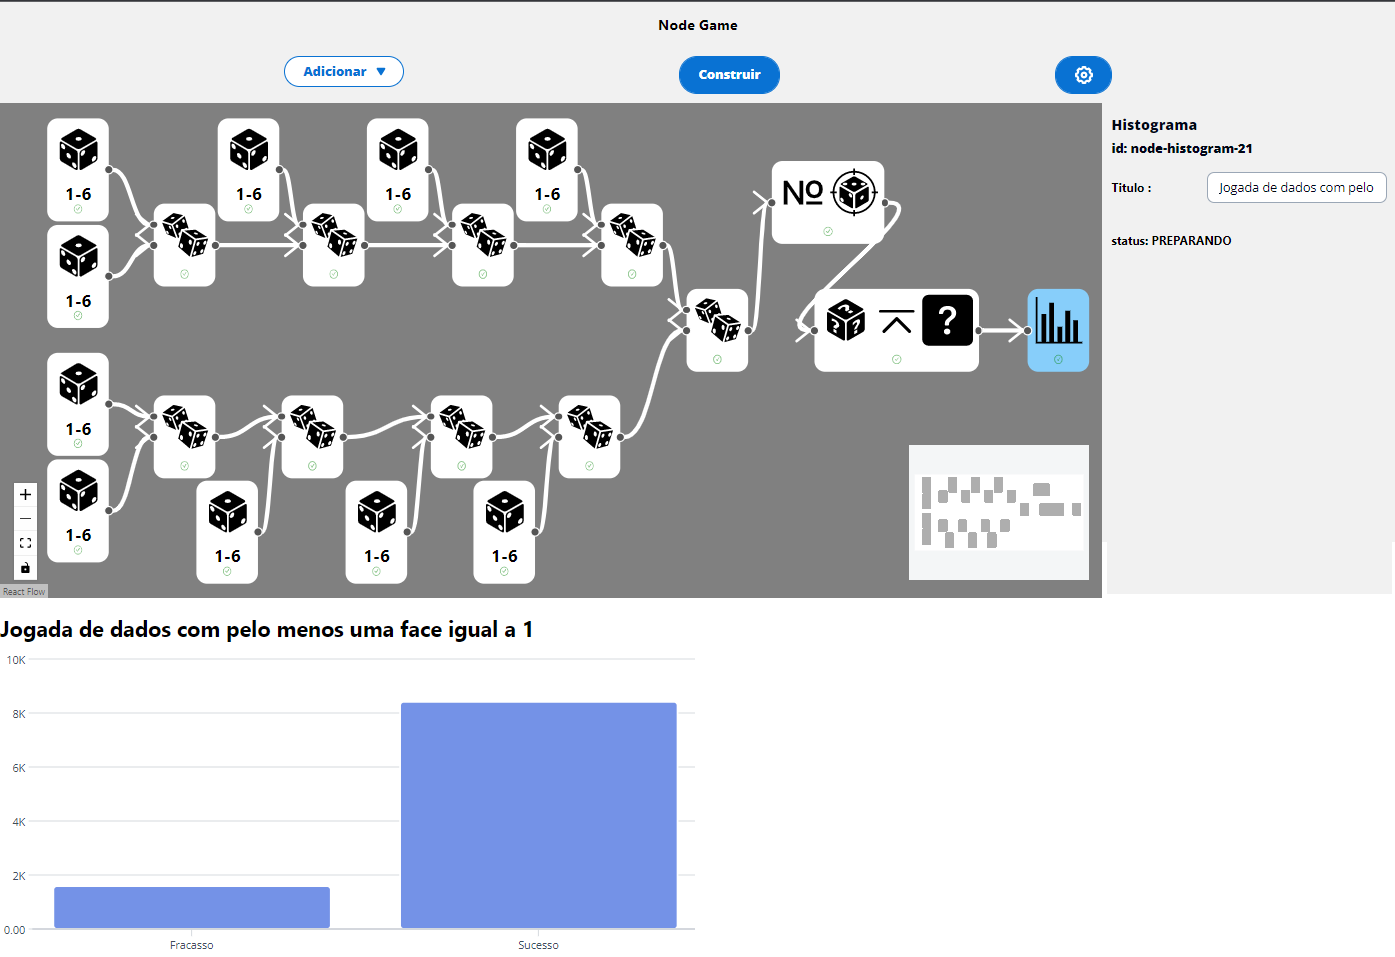 Node Game
Adicionar ▼
Construir
1-6
1-6
1-6
1-6
1-6
Nº
?
? ? ?
1-6
1-6
1-6
1-6
1-6
React Flow
Histograma
id: node-histogram-21
Titulo : Jogada de dados com pelo
status: PREPARANDO
Jogada de dados com pelo menos uma face igual a 1
10K
8K
6K
4K
2K
0.00
Fracasso
Sucesso